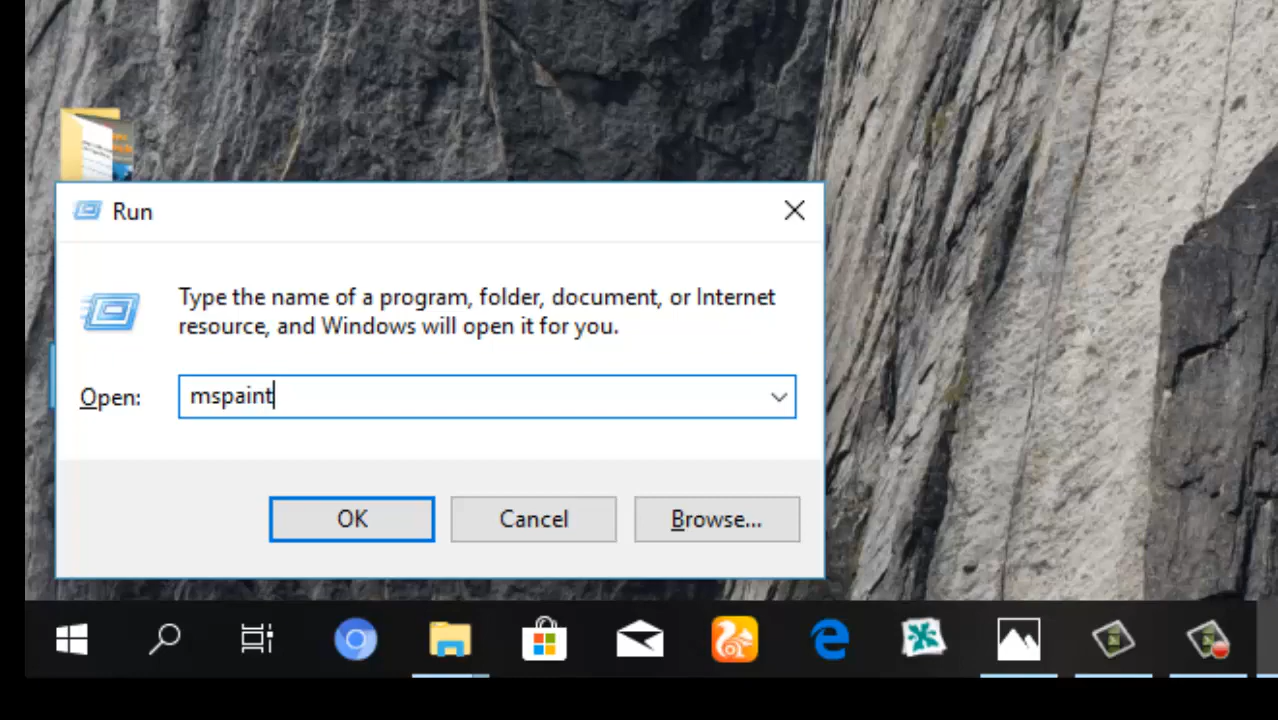 Run
Type the name of a program, folder, document, or Internet
resource, and Windows will open it for you.
Open: mspaint
OK Cancel Browse...